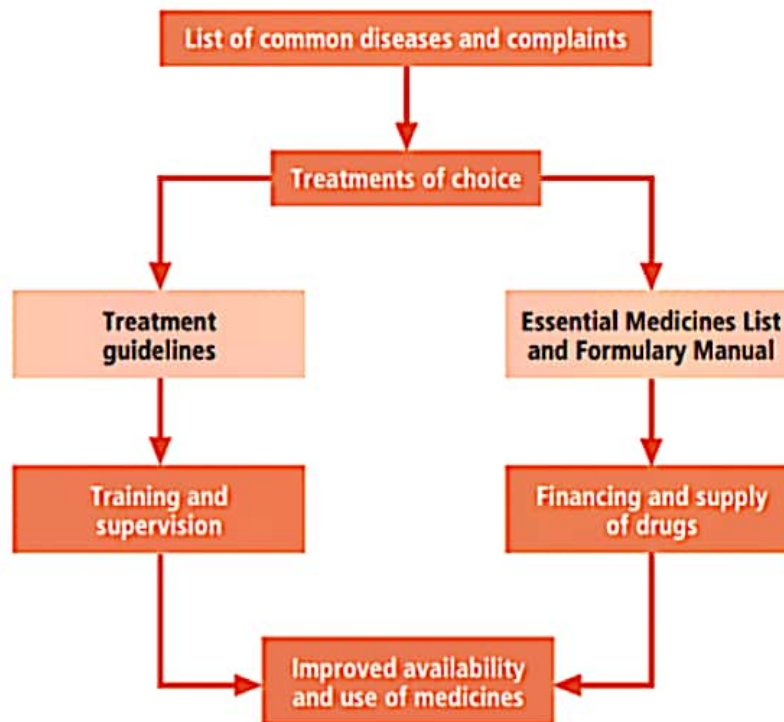 List of common diseases and complaints
Treatments of choice
Treatment
guidelines
Essential Medicines List
and Formulary Manual
Training and
supervision
Financing and supply
of drugs
Improved availability
and use of medicines